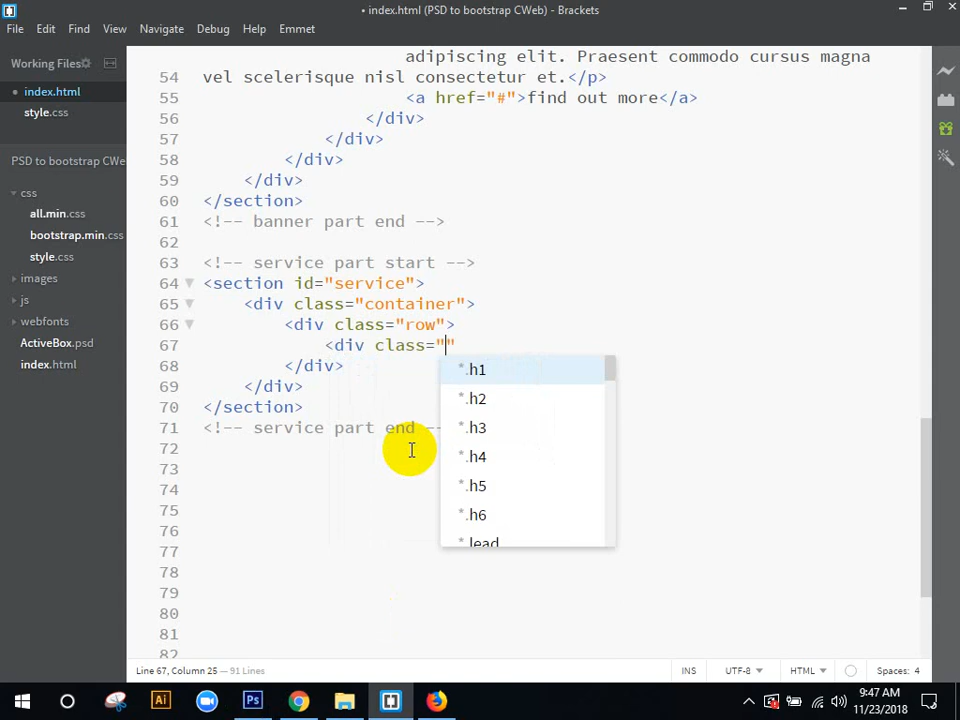 • index.html (PSD to bootstrap CWeb) - Brackets
File Edit Find View Navigate Debug Help Emmet
Working Files
• index.html
style.css
PSD to bootstrap CWe
css
all.min.css
bootstrap.min.css
style.css
images
js
webfonts
ActiveBox.psd
index.html
adipiscing elit. Praesent commodo cursus magna
54 vel scelerisque nisl consectetur et.</p>
55 <a href="#">find out more</a>
56 </div>
57 </div>
58 </div>
59 </div>
60 </section>
61 <!-- banner part end -->
62
63 <!-- service part start -->
64 <section id="service">
65 <div class="container">
66 <div class="row">
67 <div class=""
68 </div>
69 </div>
70 </section>
71 <!-- service part end -
72
73
74
75
76
77
78
79
80
81
82
*.h1
*.h2
*.h3
*.h4
*.h5
*.h6
*.lead
Line 67, Column 25 — 91 Lines
INS UTF-8 HTML Spaces: 4
Ai Ps
9:47 AM
11/23/2018